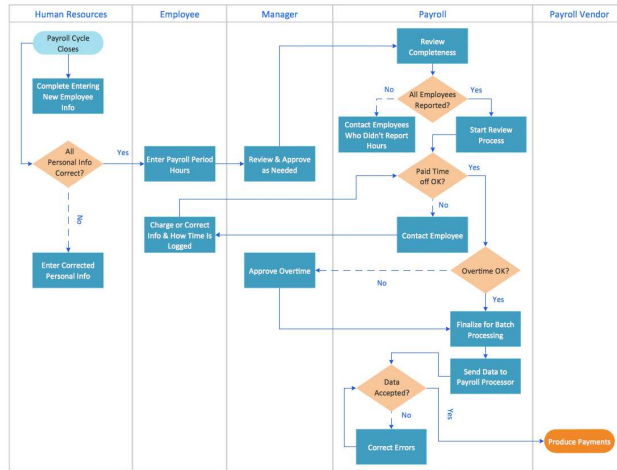 Human Resources
Employee
Manager
Payroll
Payroll Vendor
Payroll Cycle
Closes
Complete Entering
New Employee
Info
All
Personal Info
Correct?
Yes
No
Enter Corrected
Personal Info
Enter Payroll Period
Hours
Charge or Correct
Info & How Time Is
Logged
Review & Approve
as Needed
Approve Overtime
Review
Completeness
All Employees
Reported?
No
Yes
Contact Employees
Who Didn't Report
Hours
Start Review
Process
Paid Time
off OK?
Yes
No
Contact Employee
Overtime OK?
No
Yes
Finalize for Batch
Processing
Send Data to
Payroll Processor
Data
Accepted?
No
Yes
Correct Errors
Produce Payments